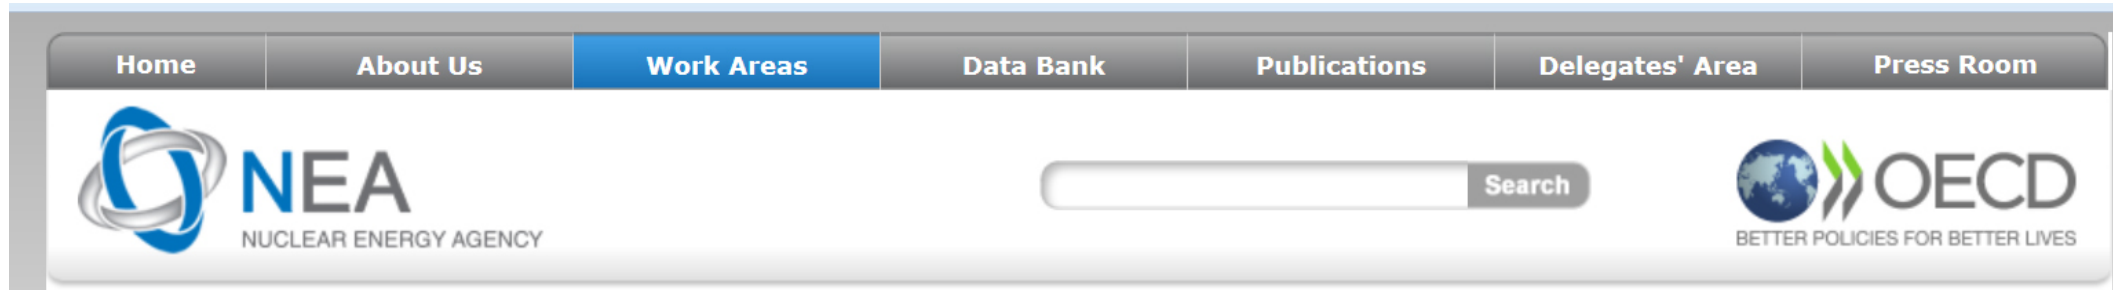 Home About Us Work Areas Data Bank Publications Delegates' Area Press Room
NEA
NUCLEAR ENERGY AGENCY
Search
OECD
BETTER POLICIES FOR BETTER LIVES